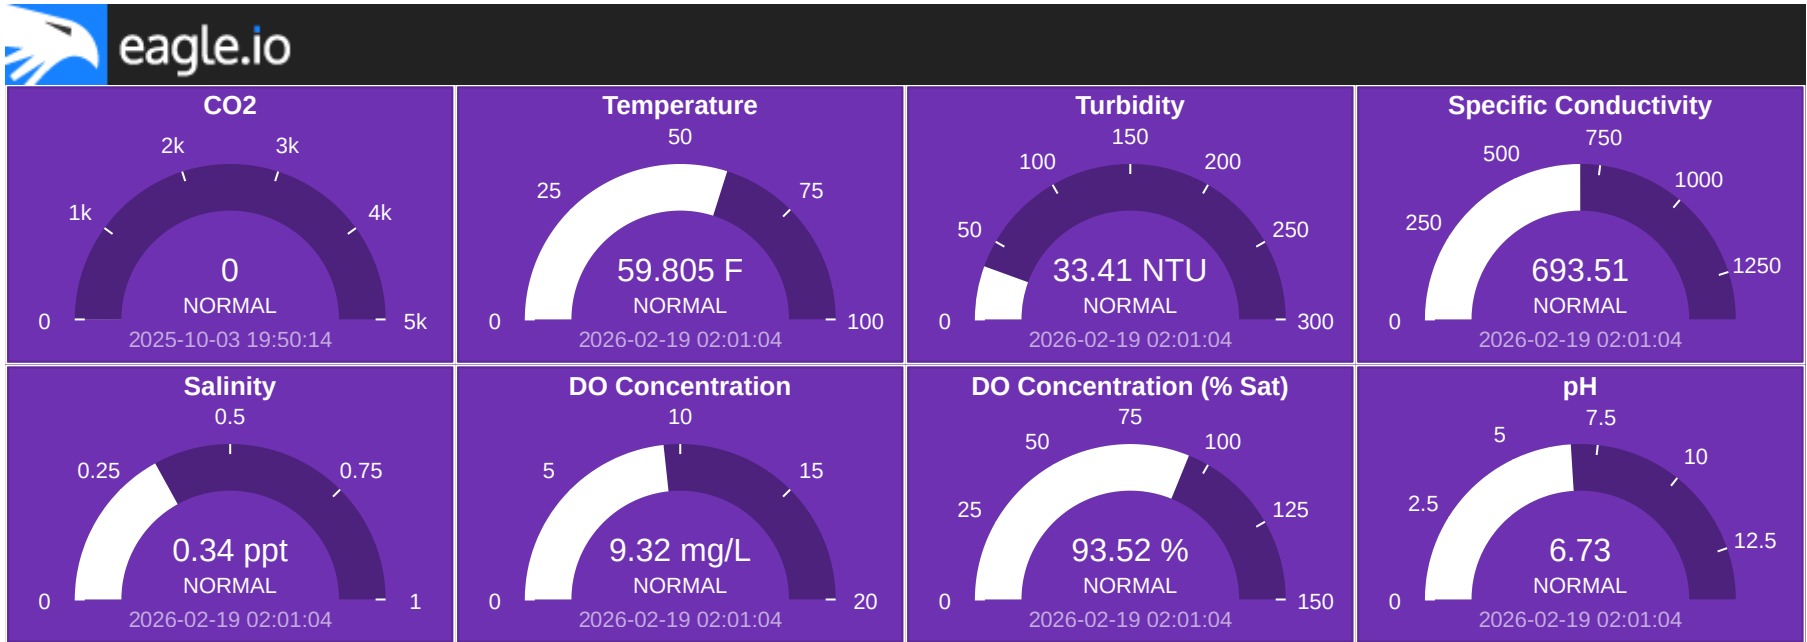 eagle.io
CO2
0
1k
2k
3k
4k
5k
0
NORMAL
2025-10-03 19:50:14
Temperature
0
25
50
75
100
59.805 F
NORMAL
2026-02-19 02:01:04
Turbidity
0
50
100
150
200
250
300
33.41 NTU
NORMAL
2026-02-19 02:01:04
Specific Conductivity
0
250
500
750
1000
1250
693.51
NORMAL
2026-02-19 02:01:04
Salinity
0
0.25
0.5
0.75
1
0.34 ppt
NORMAL
2026-02-19 02:01:04
DO Concentration
0
5
10
15
20
9.32 mg/L
NORMAL
2026-02-19 02:01:04
DO Concentration (% Sat)
0
25
50
75
100
125
150
93.52 %
NORMAL
2026-02-19 02:01:04
pH
0
2.5
5
7.5
10
12.5
6.73
NORMAL
2026-02-19 02:01:04